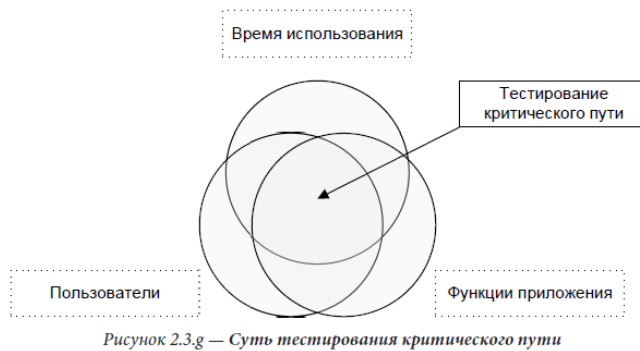 Время использования
Тестирование
критического пути
Пользователи
Функции приложения
Рисунок 2.3.g — Суть тестирования критического пути